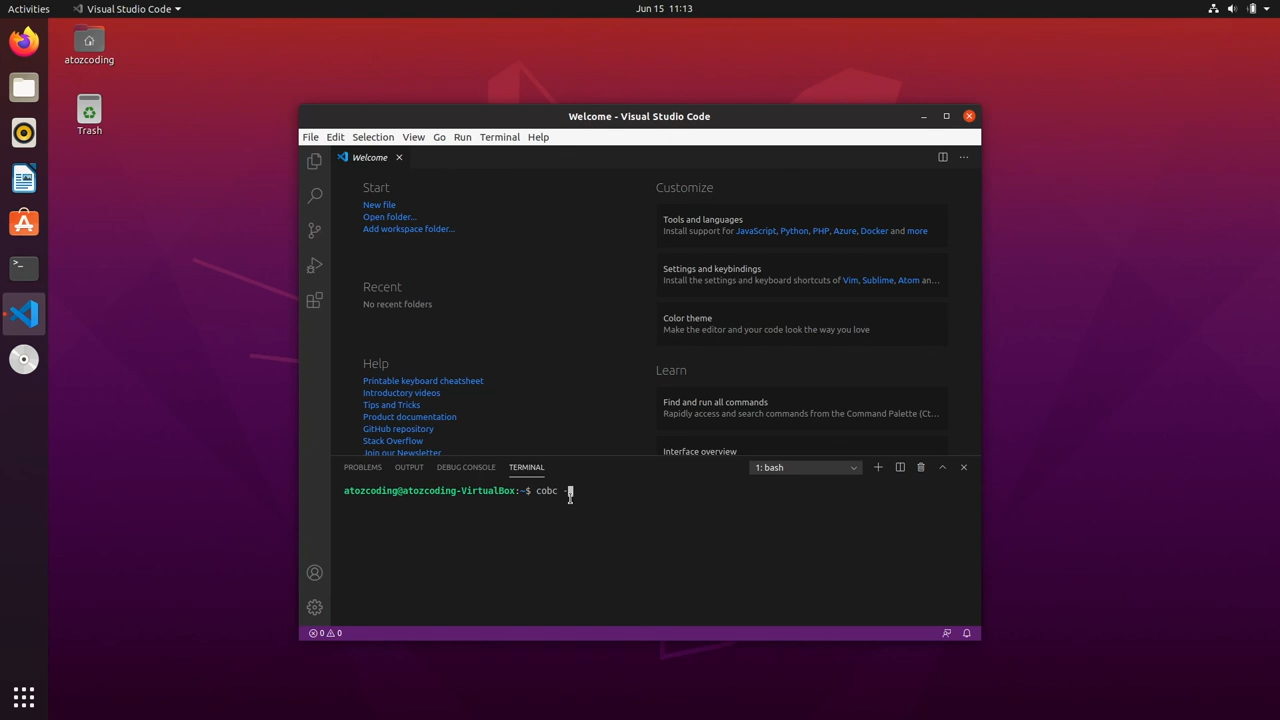 Activities
Visual Studio Code
Jun 15 11:13
atozcoding
Trash
Welcome - Visual Studio Code
File Edit Selection View Go Run Terminal Help
Welcome
Start
New file
Open folder...
Add workspace folder...
Recent
No recent folders
Help
Printable keyboard cheatsheet
Introductory videos
Tips and Tricks
Product documentation
GitHub repository
Stack Overflow
Join our Newsletter
Customize
Tools and languages
Install support for JavaScript, Python, PHP, Azure, Docker and more
Settings and keybindings
Install the settings and keyboard shortcuts of Vim, Sublime, Atom an...
Color theme
Make the editor and your code look the way you love
Learn
Find and run all commands
Rapidly access and search commands from the Command Palette (Ct...
Interface overview
PROBLEMS OUTPUT DEBUG CONSOLE TERMINAL
1: bash
atozcoding@atozcoding-VirtualBox:~$ cobc -
0 0